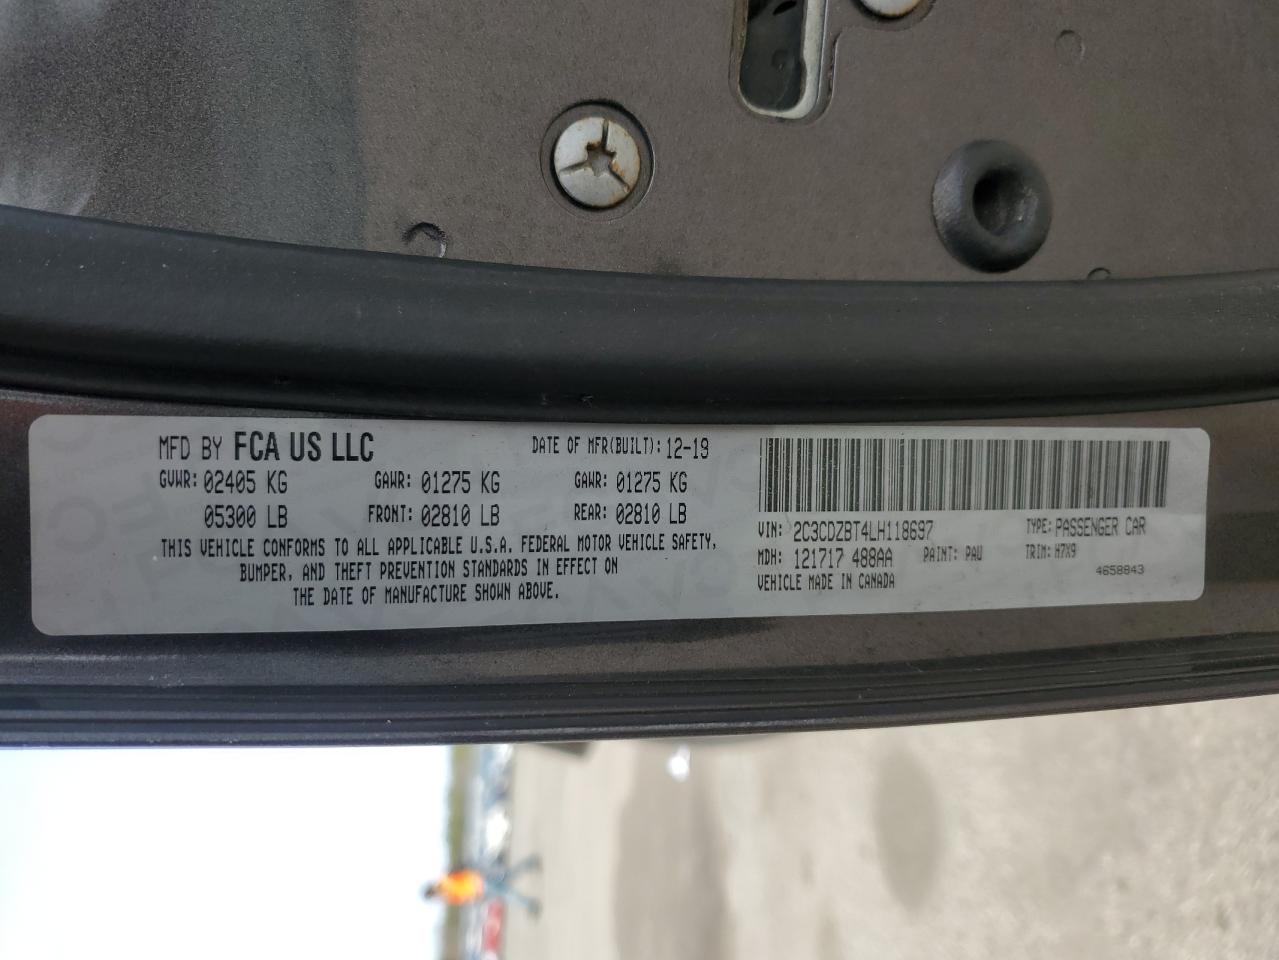 MFD BY FCA US LLC
DATE OF MFR(BUILT): 12-19
GVWR: 02405 KG GAWR: 01275 KG GAWR: 01275 KG
05300 LB FRONT: 02810 LB REAR: 02810 LB
THIS VEHICLE CONFORMS TO ALL APPLICABLE U.S.A. FEDERAL MOTOR VEHICLE SAFETY,
BUMPER, AND THEFT PREVENTION STANDARDS IN EFFECT ON
THE DATE OF MANUFACTURE SHOWN ABOVE.
VIN: 2C3CDZBT4LH118697 TYPE: PASSENGER CAR
MDH: 121717 488AA PAINT: PAU TRIM: H7X9
VEHICLE MADE IN CANADA 4658843